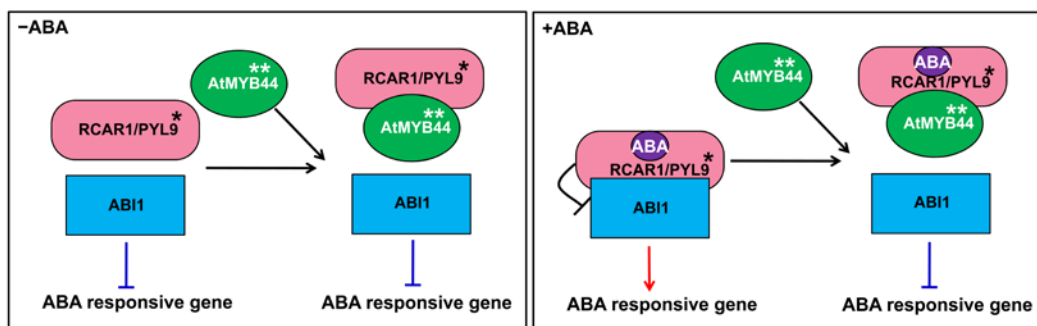 −ABA
RCAR1/PYL9*
**
AtMYB44
ABI1
ABA responsive gene
RCAR1/PYL9*
**
AtMYB44
ABI1
ABA responsive gene
+ABA
ABA
RCAR1/PYL9*
ABI1
ABA responsive gene
**
AtMYB44
ABA
RCAR1/PYL9*
**
AtMYB44
ABI1
ABA responsive gene